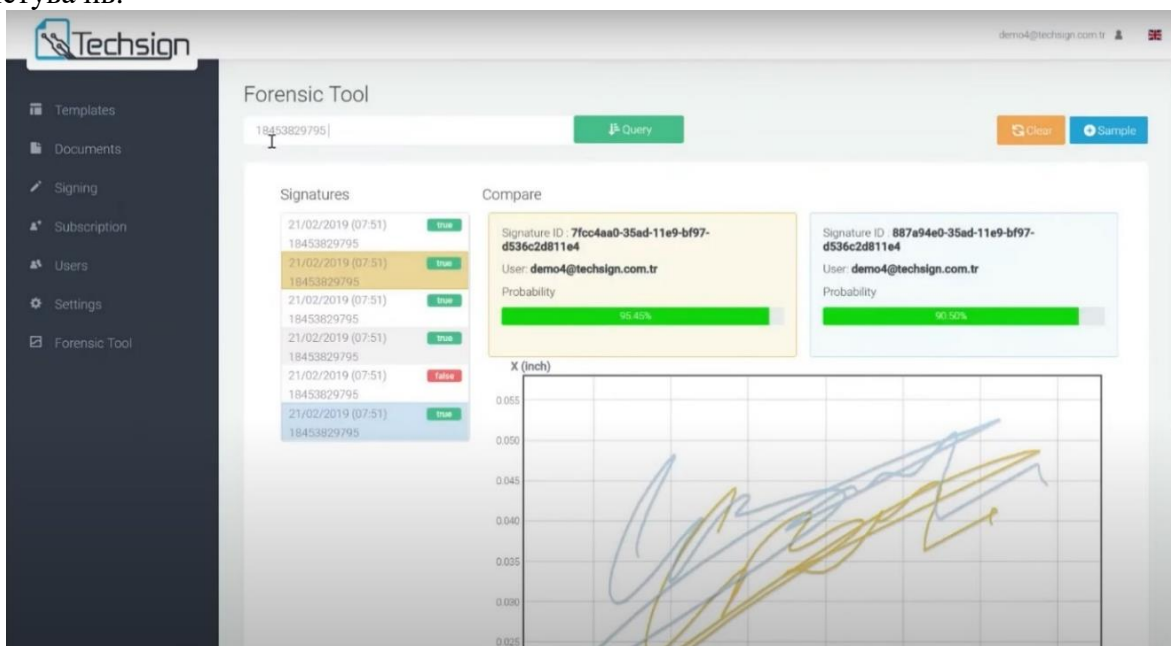 Techsign
demo4@techsign.com.tr
Templates
Documents
Signing
Subscription
Users
Settings
Forensic Tool
Forensic Tool
18453829795
Query
Clear
Sample
Signatures
21/02/2019 (07:51) true
18453829795
21/02/2019 (07:51) true
18453829795
21/02/2019 (07:51) true
18453829795
21/02/2019 (07:51) true
18453829795
21/02/2019 (07:51) false
18453829795
21/02/2019 (07:51) true
18453829795
Compare
Signature ID : 7fcc4aa0-35ad-11e9-bf97-
d536c2d811e4
User: demo4@techsign.com.tr
Probability
95.45%
Signature ID : 887a94e0-35ad-11e9-bf97-
d536c2d811e4
User: demo4@techsign.com.tr
Probability
90.50%
X (inch)
0.055
0.050
0.045
0.040
0.035
0.030
0.025